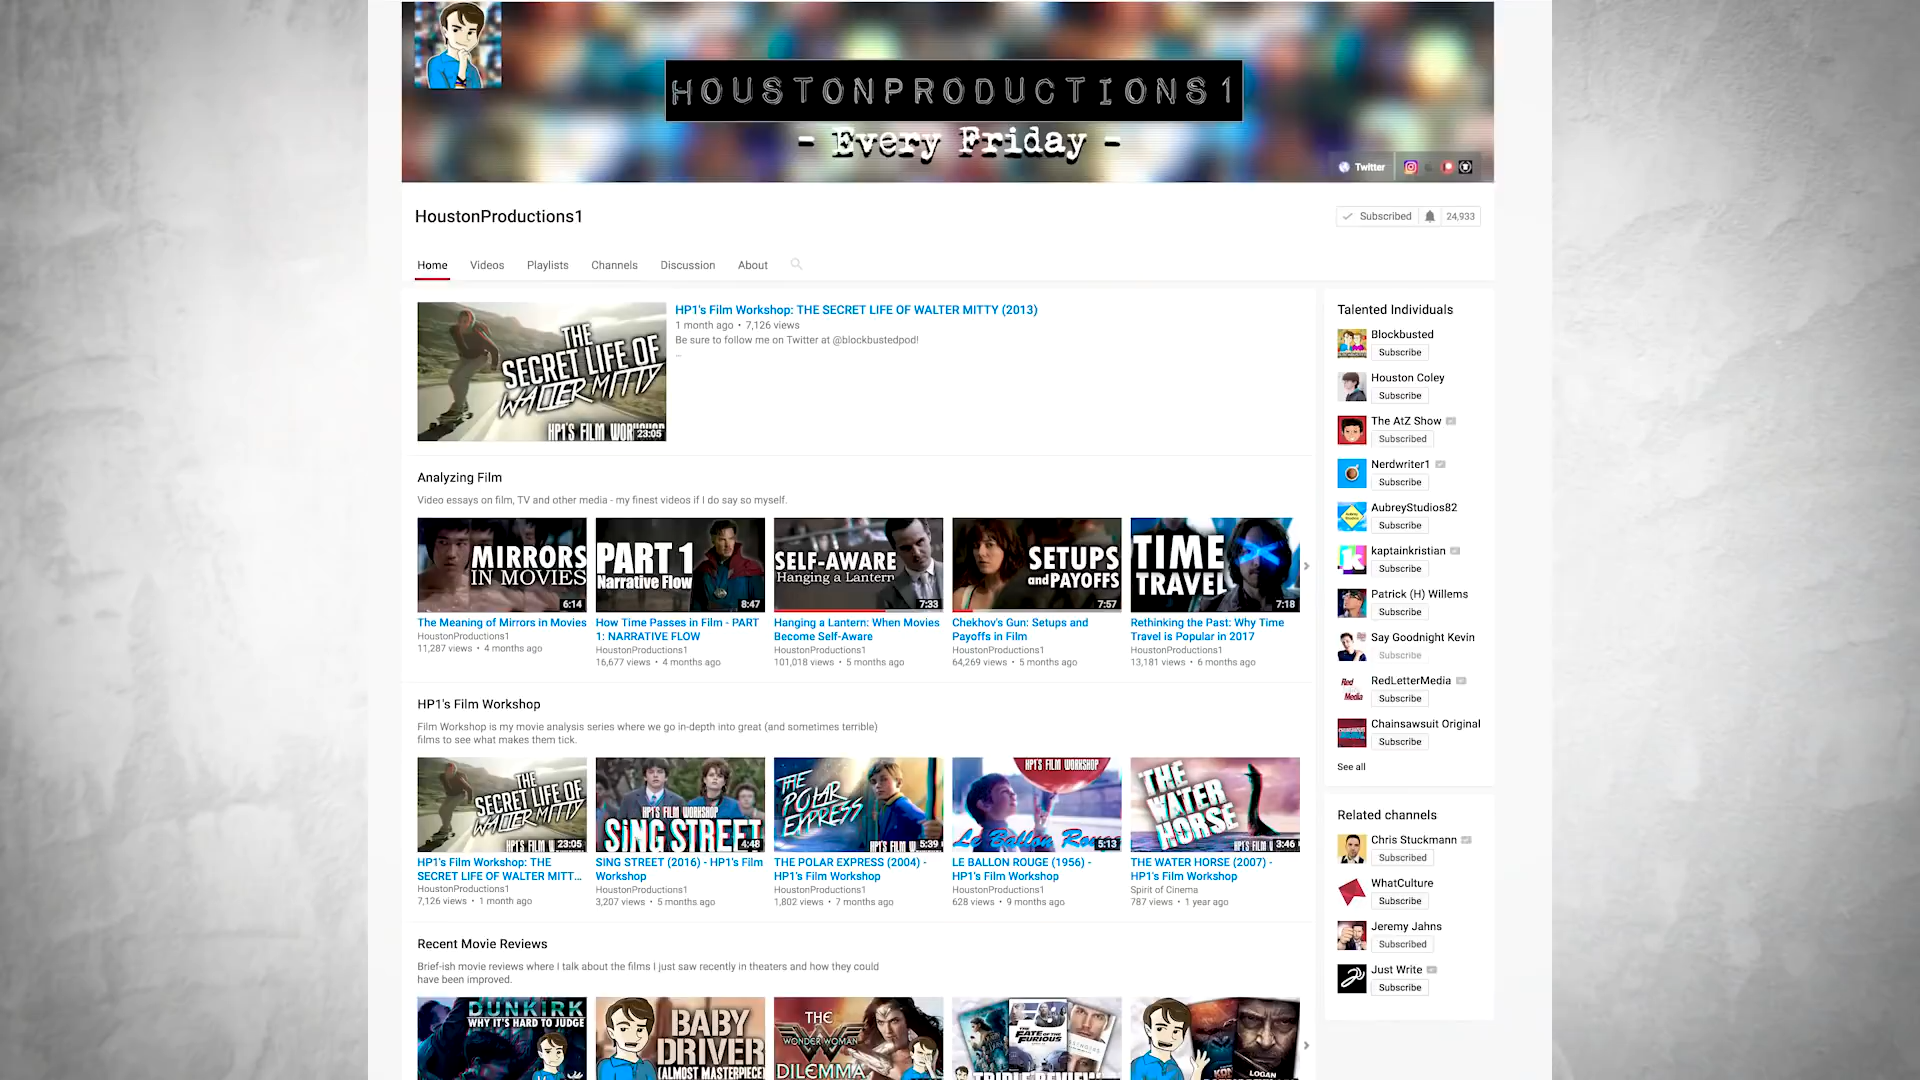 HOUSTONPRODUCTIONS1
- Every Friday -
Twitter
HoustonProductions1
Subscribed 24,933
Home Videos Playlists Channels Discussion About
THE
SECRET LIFE OF
WALTER MITTY
23:05
HP1's Film Workshop: THE SECRET LIFE OF WALTER MITTY (2013)
1 month ago • 7,126 views
Be sure to follow me on Twitter at @blockbustedpod!
...
Analyzing Film
Video essays on film, TV and other media - my finest videos if I do say so myself.
MIRRORS
IN MOVIES
6:14
The Meaning of Mirrors in Movies
HoustonProductions1
11,287 views • 4 months ago
PART 1
Narrative Flow
8:47
How Time Passes in Film - PART
1: NARRATIVE FLOW
HoustonProductions1
16,677 views • 4 months ago
SELF-AWARE
Hanging a Lantern
7:33
Hanging a Lantern: When Movies
Become Self-Aware
HoustonProductions1
101,018 views • 5 months ago
SETUPS
and PAYOFFS
7:57
Chekhov's Gun: Setups and
Payoffs in Film
HoustonProductions1
64,269 views • 5 months ago
TIME
TRAVEL
7:18
Rethinking the Past: Why Time
Travel is Popular in 2017
HoustonProductions1
13,181 views • 6 months ago
HP1's Film Workshop
Film Workshop is my movie analysis series where we go in-depth into great (and sometimes terrible)
films to see what makes them tick.
THE
SECRET LIFE OF
WALTER MITTY
23:05
HP1's Film Workshop: THE
SECRET LIFE OF WALTER MITT...
HoustonProductions1
7,126 views • 1 month ago
HP1'S FILM WORKSHOP
SING STREET
4:48
SING STREET (2016) - HP1's Film
Workshop
HoustonProductions1
3,207 views • 5 months ago
THE
POLAR
EXPRESS
5:39
THE POLAR EXPRESS (2004) -
HP1's Film Workshop
HoustonProductions1
1,802 views • 7 months ago
HP1'S FILM WORKSHOP
Le Ballon Rouge
5:13
LE BALLON ROUGE (1956) -
HP1's Film Workshop
HoustonProductions1
628 views • 9 months ago
THE
WATER
HORSE
3:46
THE WATER HORSE (2007) -
HP1's Film Workshop
Spirit of Cinema
787 views • 1 year ago
Recent Movie Reviews
Brief-ish movie reviews where I talk about the films I just saw recently in theaters and how they could
have been improved.
DUNKIRK
WHY IT'S HARD TO JUDGE
BABY
DRIVER
(ALMOST MASTERPIECE
THE
WONDER WOMAN
DILEMMA
THE FATE OF THE
FURIOUS
LOGAN
Talented Individuals
Blockbusted
Subscribe
Houston Coley
Subscribe
The AtZ Show
Subscribed
Nerdwriter1
Subscribe
AubreyStudios82
Subscribe
kaptainkristian
Subscribe
Patrick (H) Willems
Subscribe
Say Goodnight Kevin
Subscribe
Red
Media
RedLetterMedia
Subscribe
Chainsawsuit Original
Subscribe
See all
Related channels
Chris Stuckmann
Subscribed
WhatCulture
Subscribe
Jeremy Jahns
Subscribed
Just Write
Subscribe